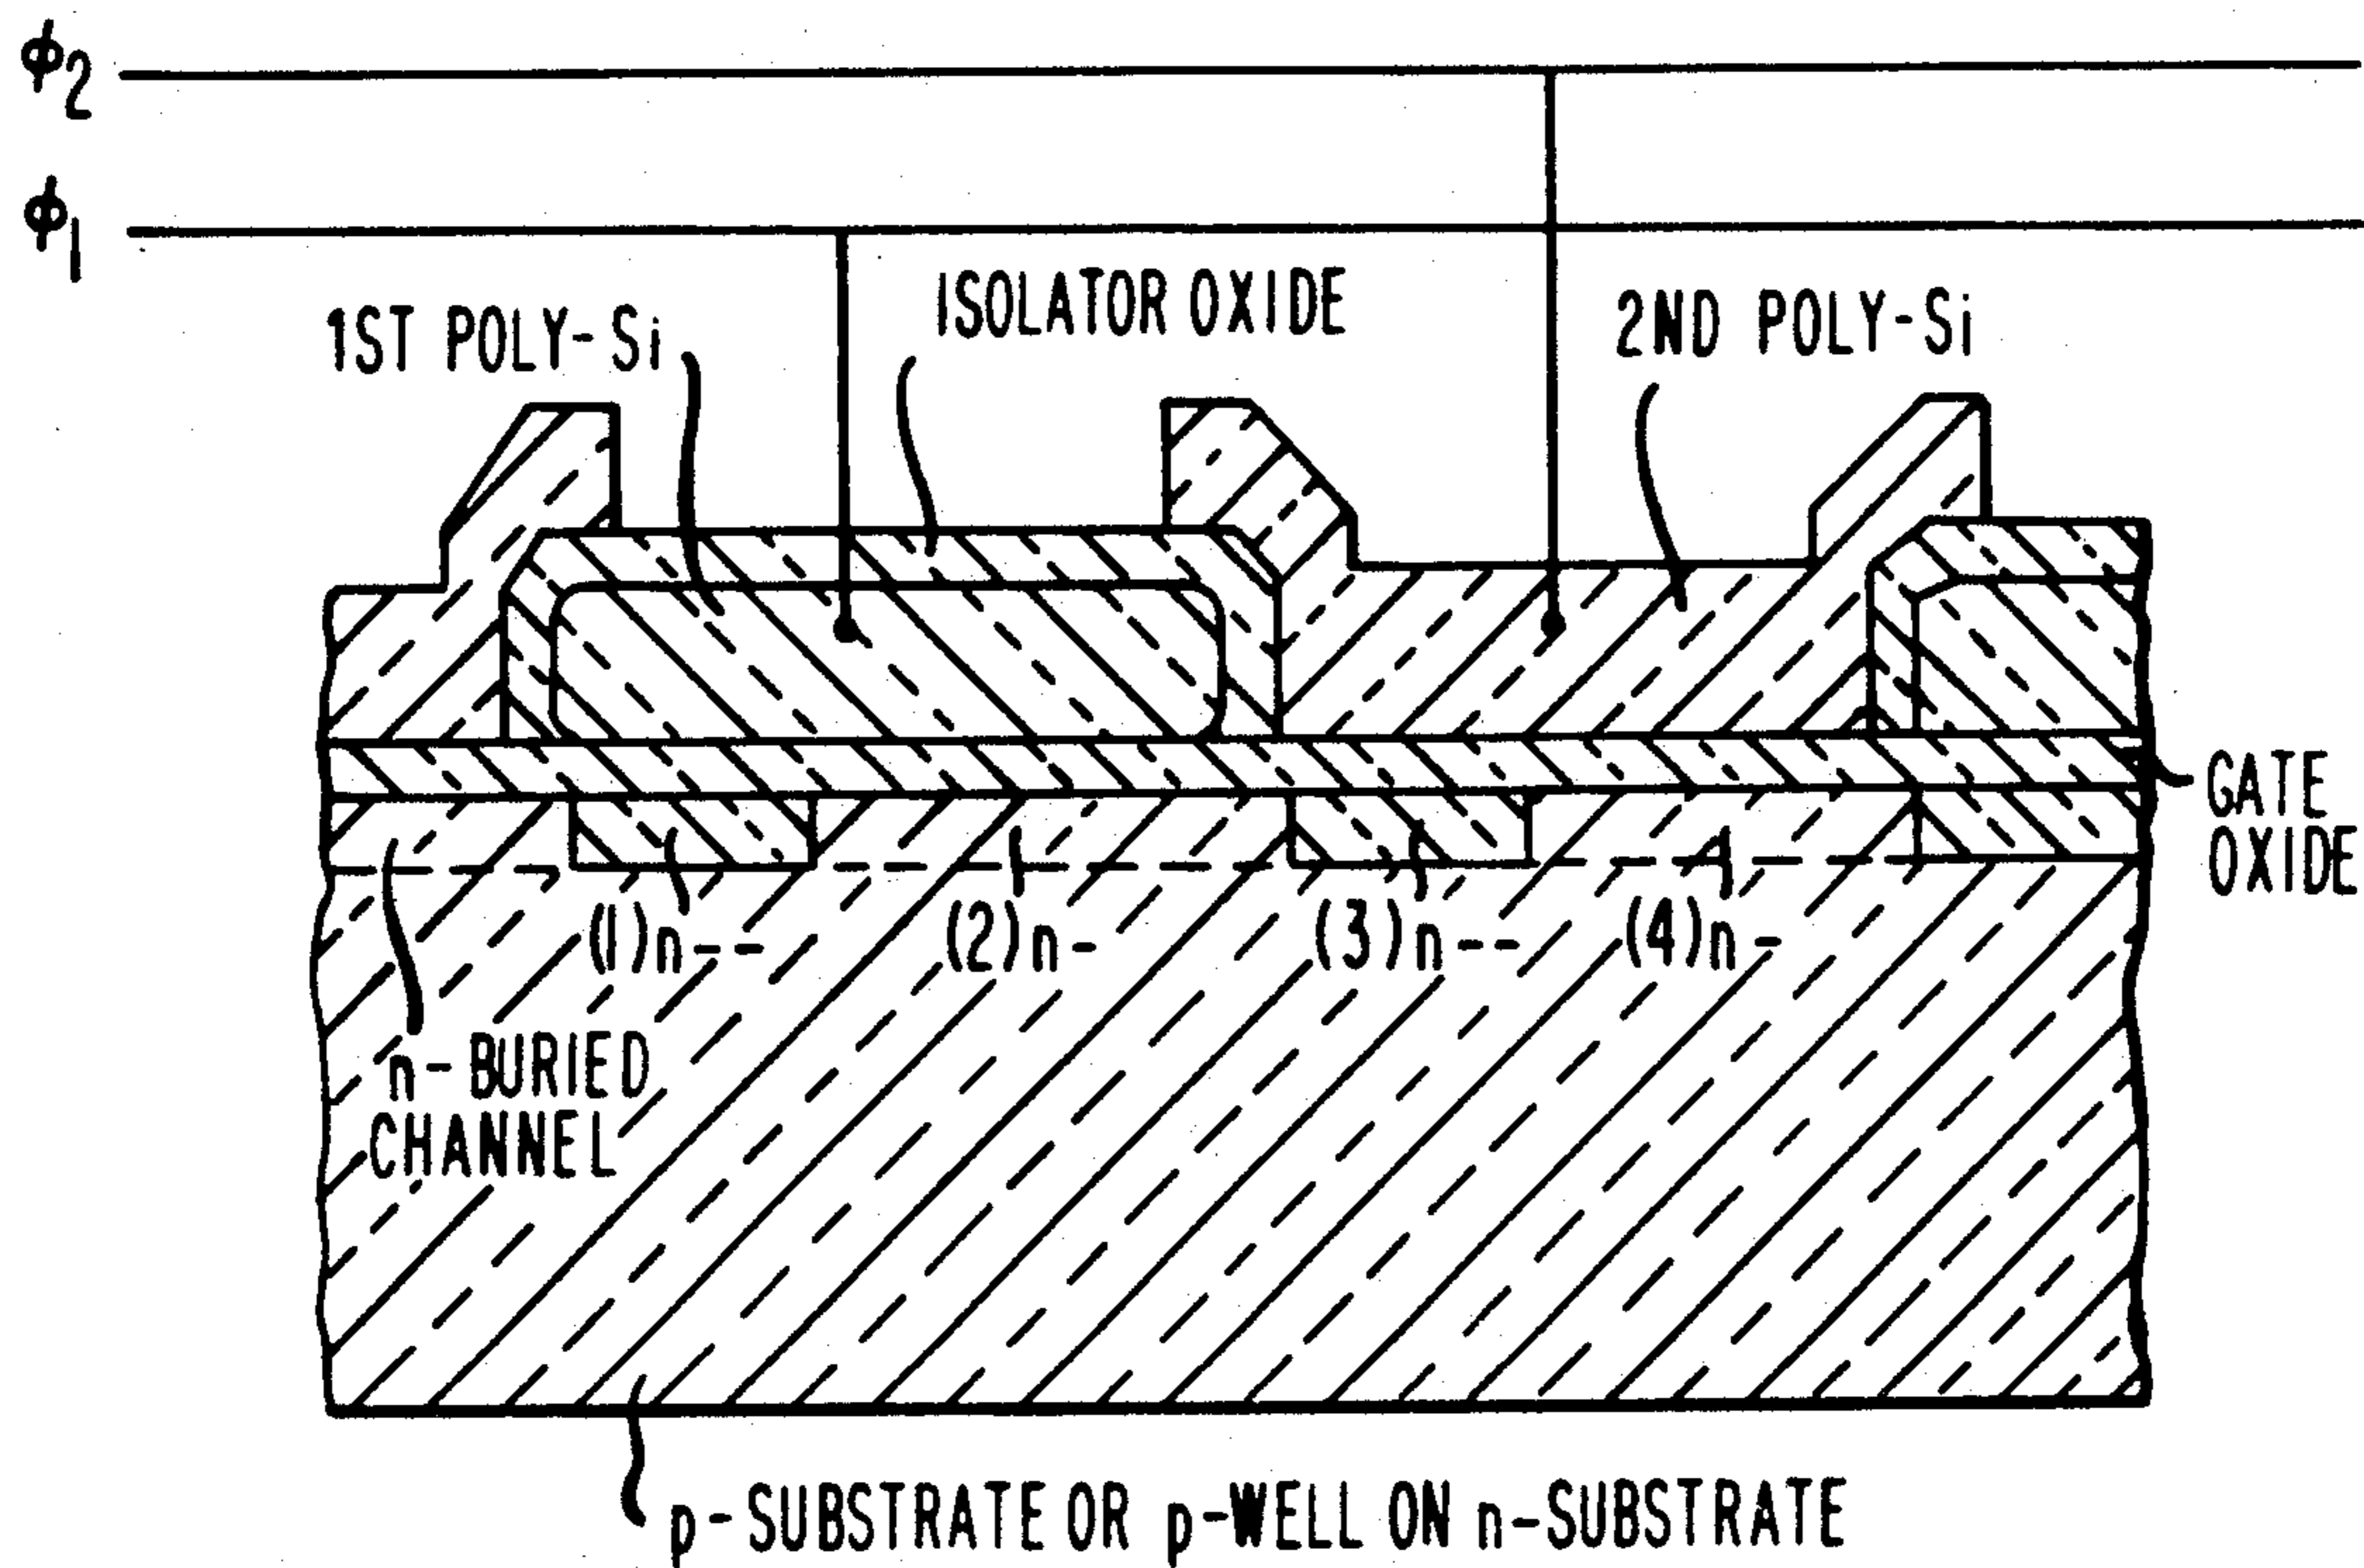 ϕ2
ϕ1
ISOLATOR OXIDE
1ST POLY-Si
2ND POLY-Si
GATE
OXIDE
(1)n--
(2)n-
(3)n--
(4)n-
n-BURIED
CHANNEL
p-SUBSTRATE OR p-WELL ON n-SUBSTRATE